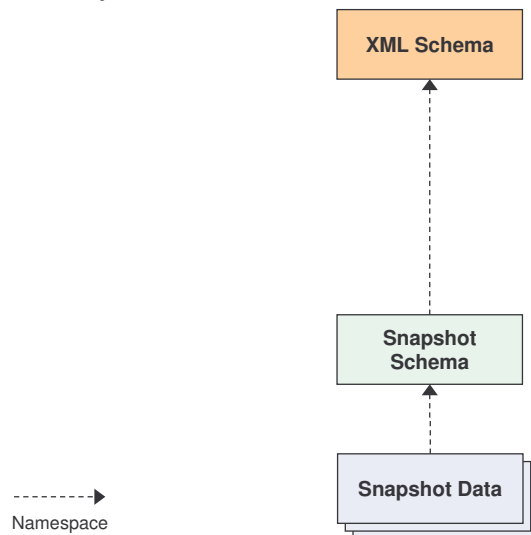 XML Schema
Snapshot
Schema
Snapshot Data
Namespace